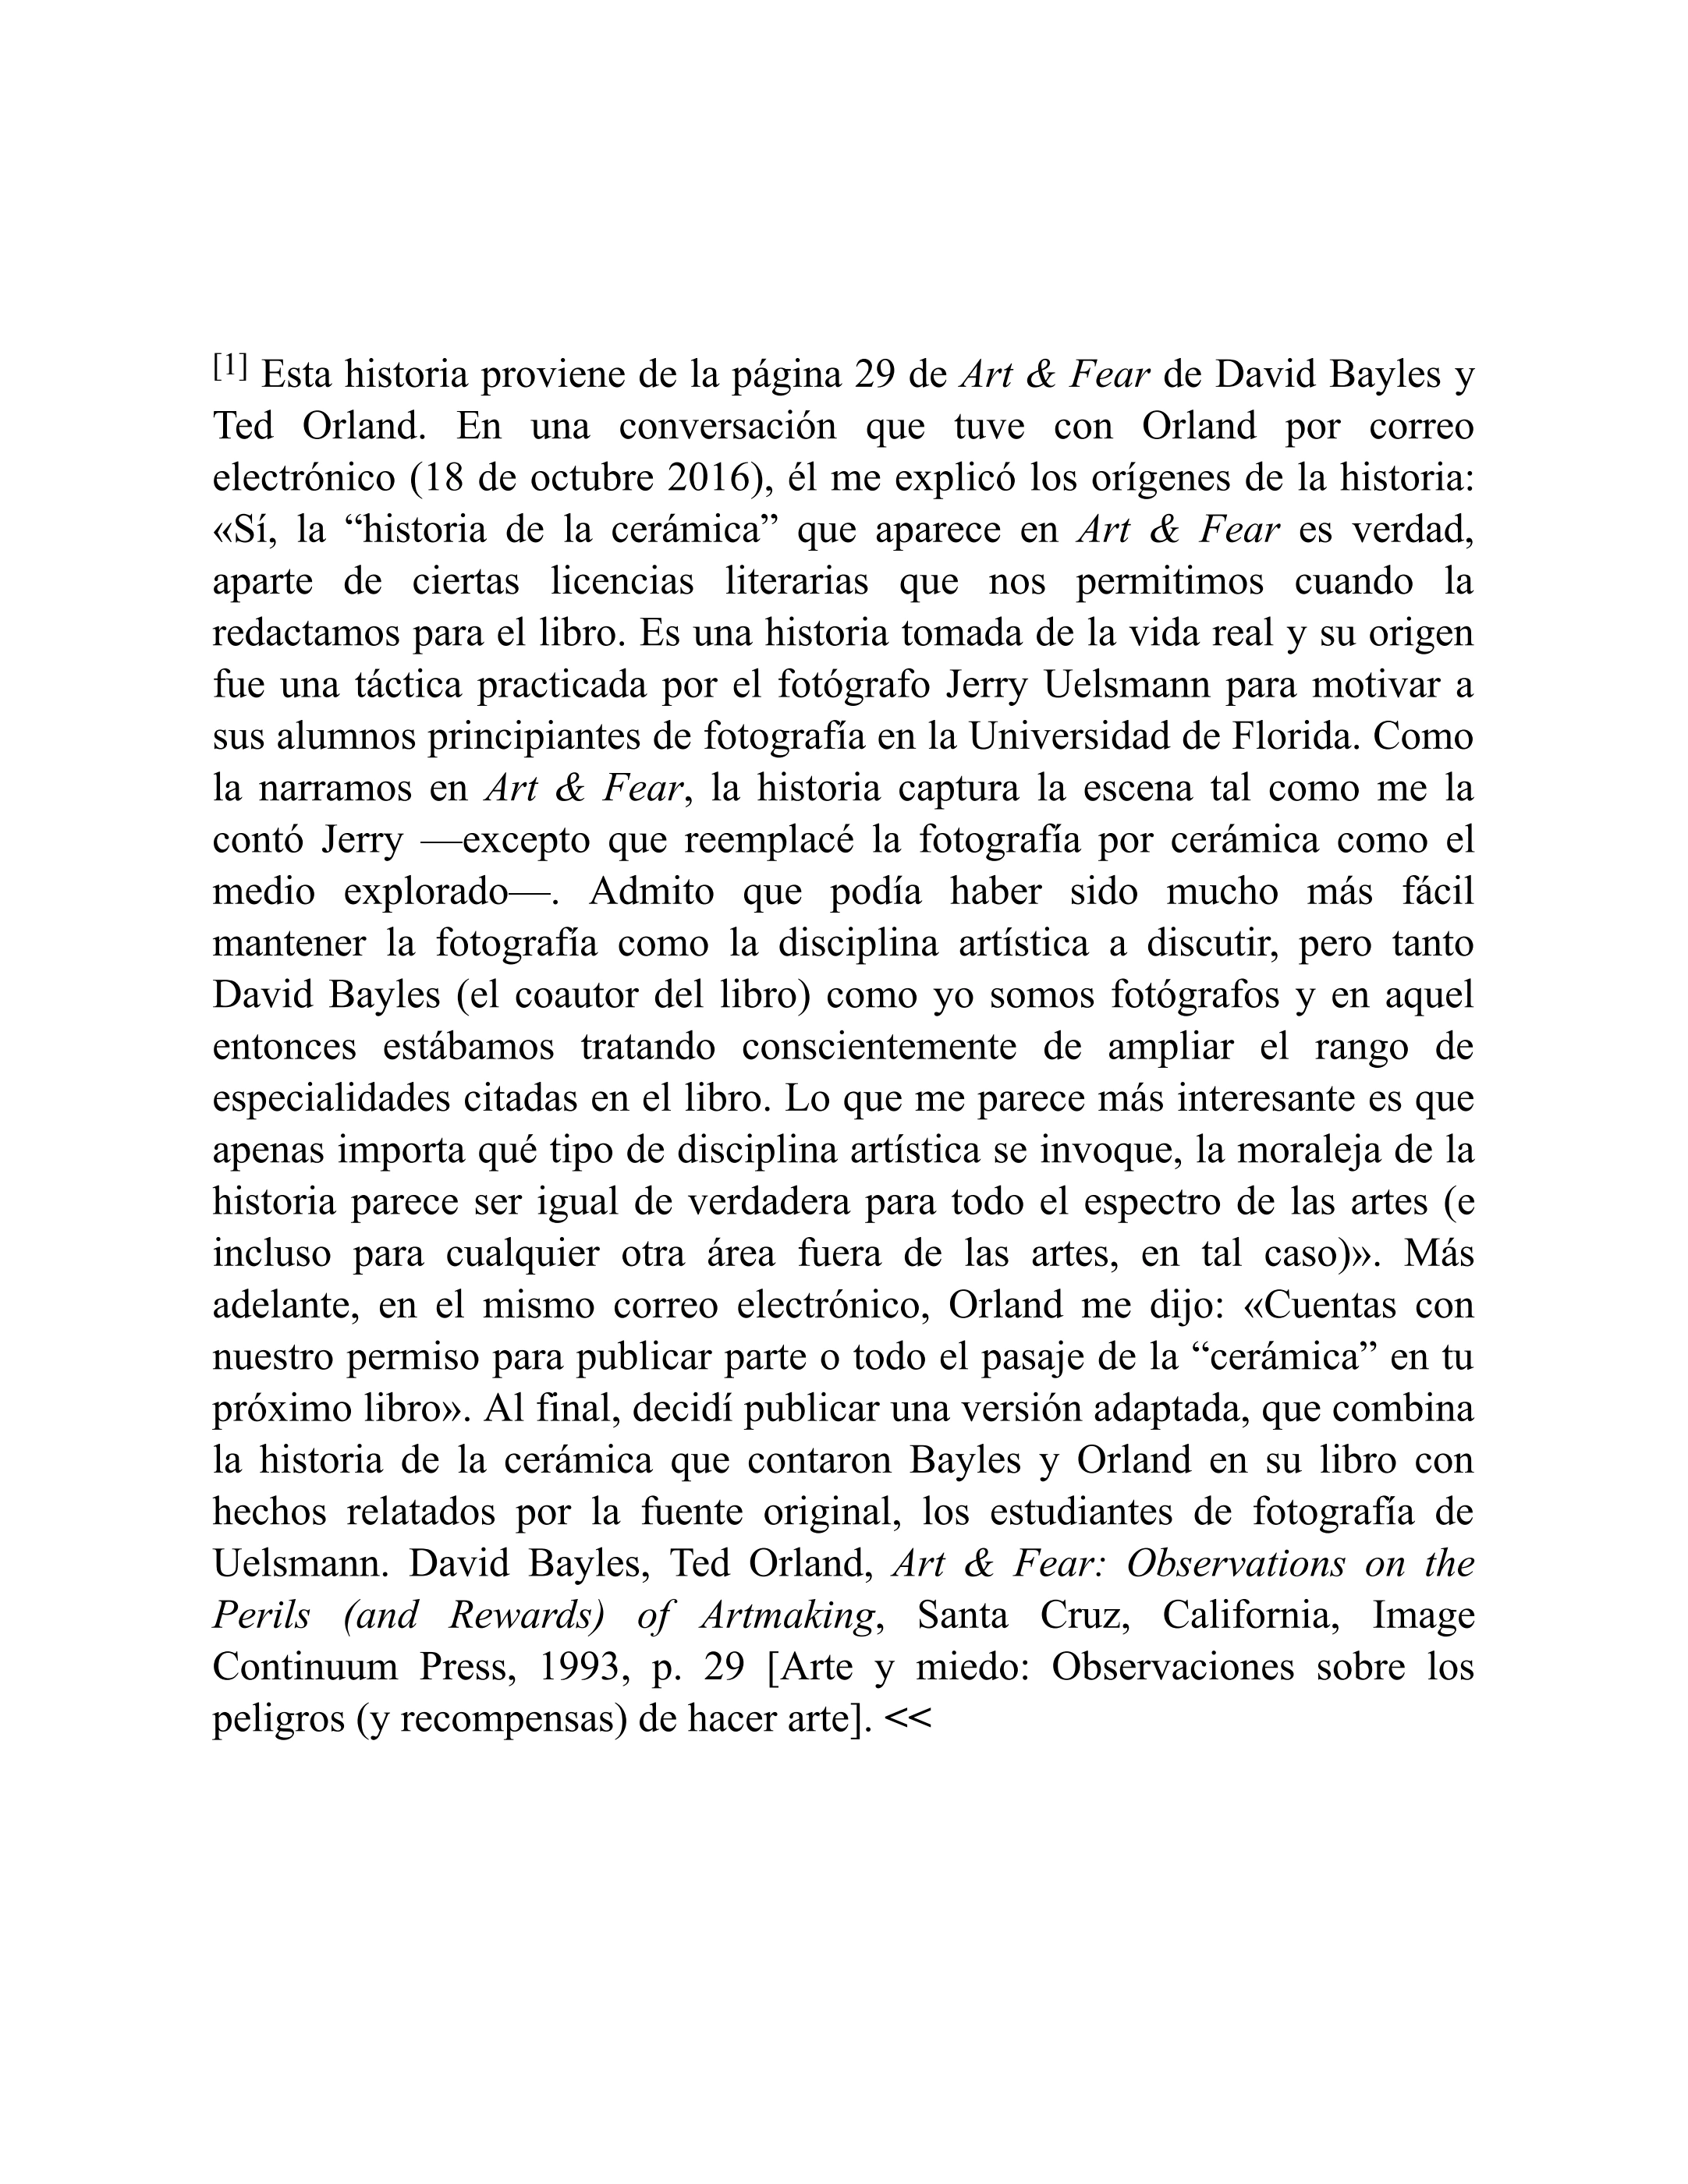 [1] Esta historia proviene de la página 29 de Art & Fear de David Bayles y
Ted Orland. En una conversación que tuve con Orland por correo
electrónico (18 de octubre 2016), él me explicó los orígenes de la historia:
«Sí, la “historia de la cerámica” que aparece en Art & Fear es verdad,
aparte de ciertas licencias literarias que nos permitimos cuando la
redactamos para el libro. Es una historia tomada de la vida real y su origen
fue una táctica practicada por el fotógrafo Jerry Uelsmann para motivar a
sus alumnos principiantes de fotografía en la Universidad de Florida. Como
la narramos en Art & Fear, la historia captura la escena tal como me la
contó Jerry —excepto que reemplacé la fotografía por cerámica como el
medio explorado—. Admito que podía haber sido mucho más fácil
mantener la fotografía como la disciplina artística a discutir, pero tanto
David Bayles (el coautor del libro) como yo somos fotógrafos y en aquel
entonces estábamos tratando conscientemente de ampliar el rango de
especialidades citadas en el libro. Lo que me parece más interesante es que
apenas importa qué tipo de disciplina artística se invoque, la moraleja de la
historia parece ser igual de verdadera para todo el espectro de las artes (e
incluso para cualquier otra área fuera de las artes, en tal caso)». Más
adelante, en el mismo correo electrónico, Orland me dijo: «Cuentas con
nuestro permiso para publicar parte o todo el pasaje de la “cerámica” en tu
próximo libro». Al final, decidí publicar una versión adaptada, que combina
la historia de la cerámica que contaron Bayles y Orland en su libro con
hechos relatados por la fuente original, los estudiantes de fotografía de
Uelsmann. David Bayles, Ted Orland, Art & Fear: Observations on the
Perils (and Rewards) of Artmaking, Santa Cruz, California, Image
Continuum Press, 1993, p. 29 [Arte y miedo: Observaciones sobre los
peligros (y recompensas) de hacer arte]. <<